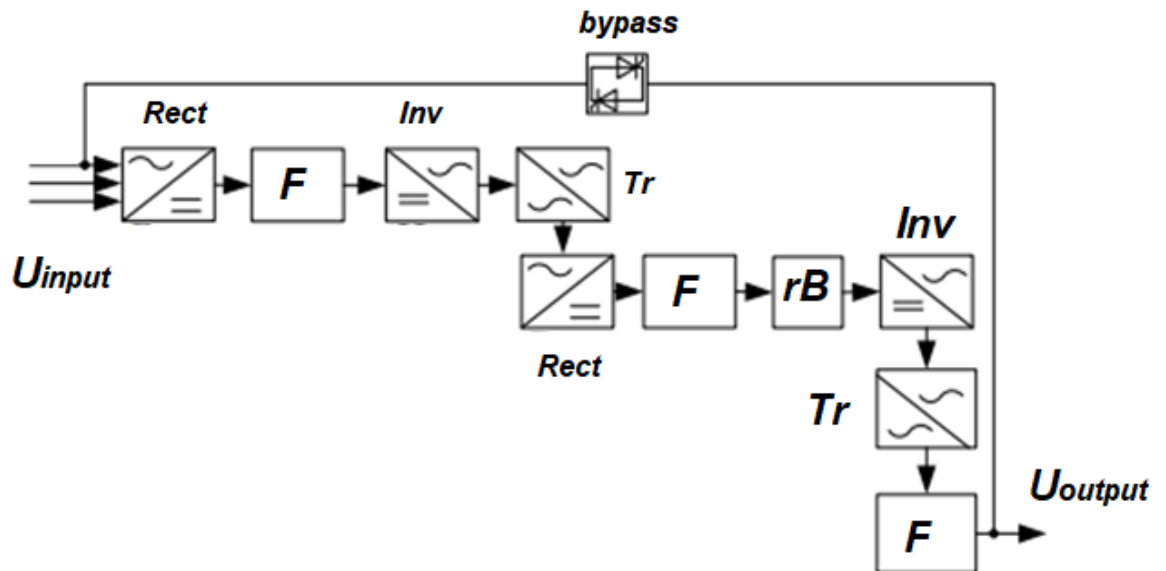 bypass
Rect
Inv
F
Tr
Uinput
Inv
F
rB
Rect
Tr
Uoutput
F